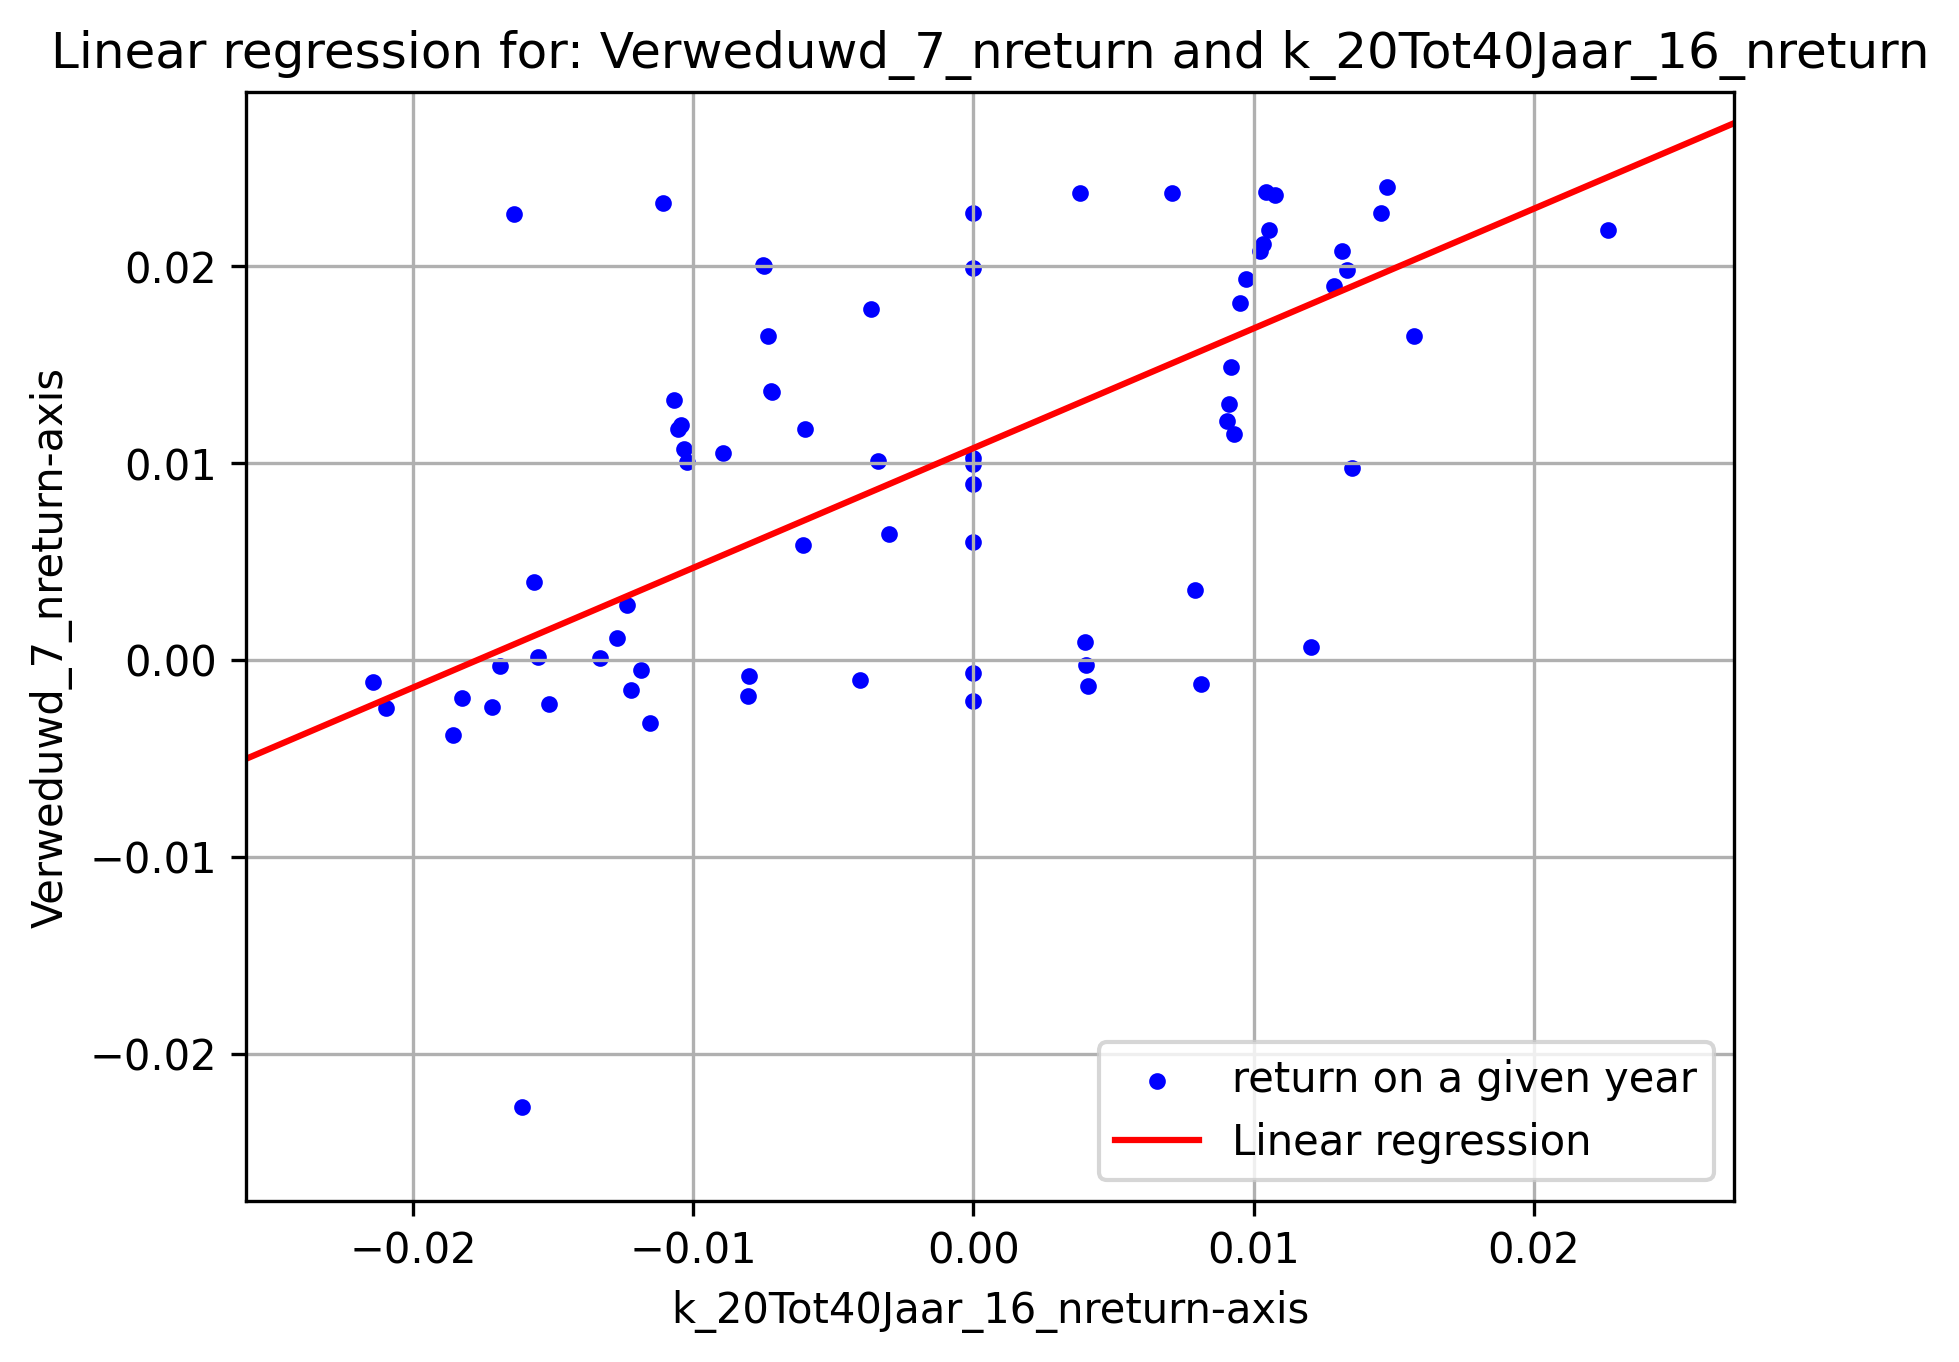 Linear regression for: Verweduwd_7_nreturn and k_20Tot40Jaar_16_nreturn
Verweduwd_7_nreturn-axis
0.02
0.01
0.00
−0.01
−0.02
return on a given year
Linear regression
−0.02 −0.01 0.00 0.01 0.02
k_20Tot40Jaar_16_nreturn-axis